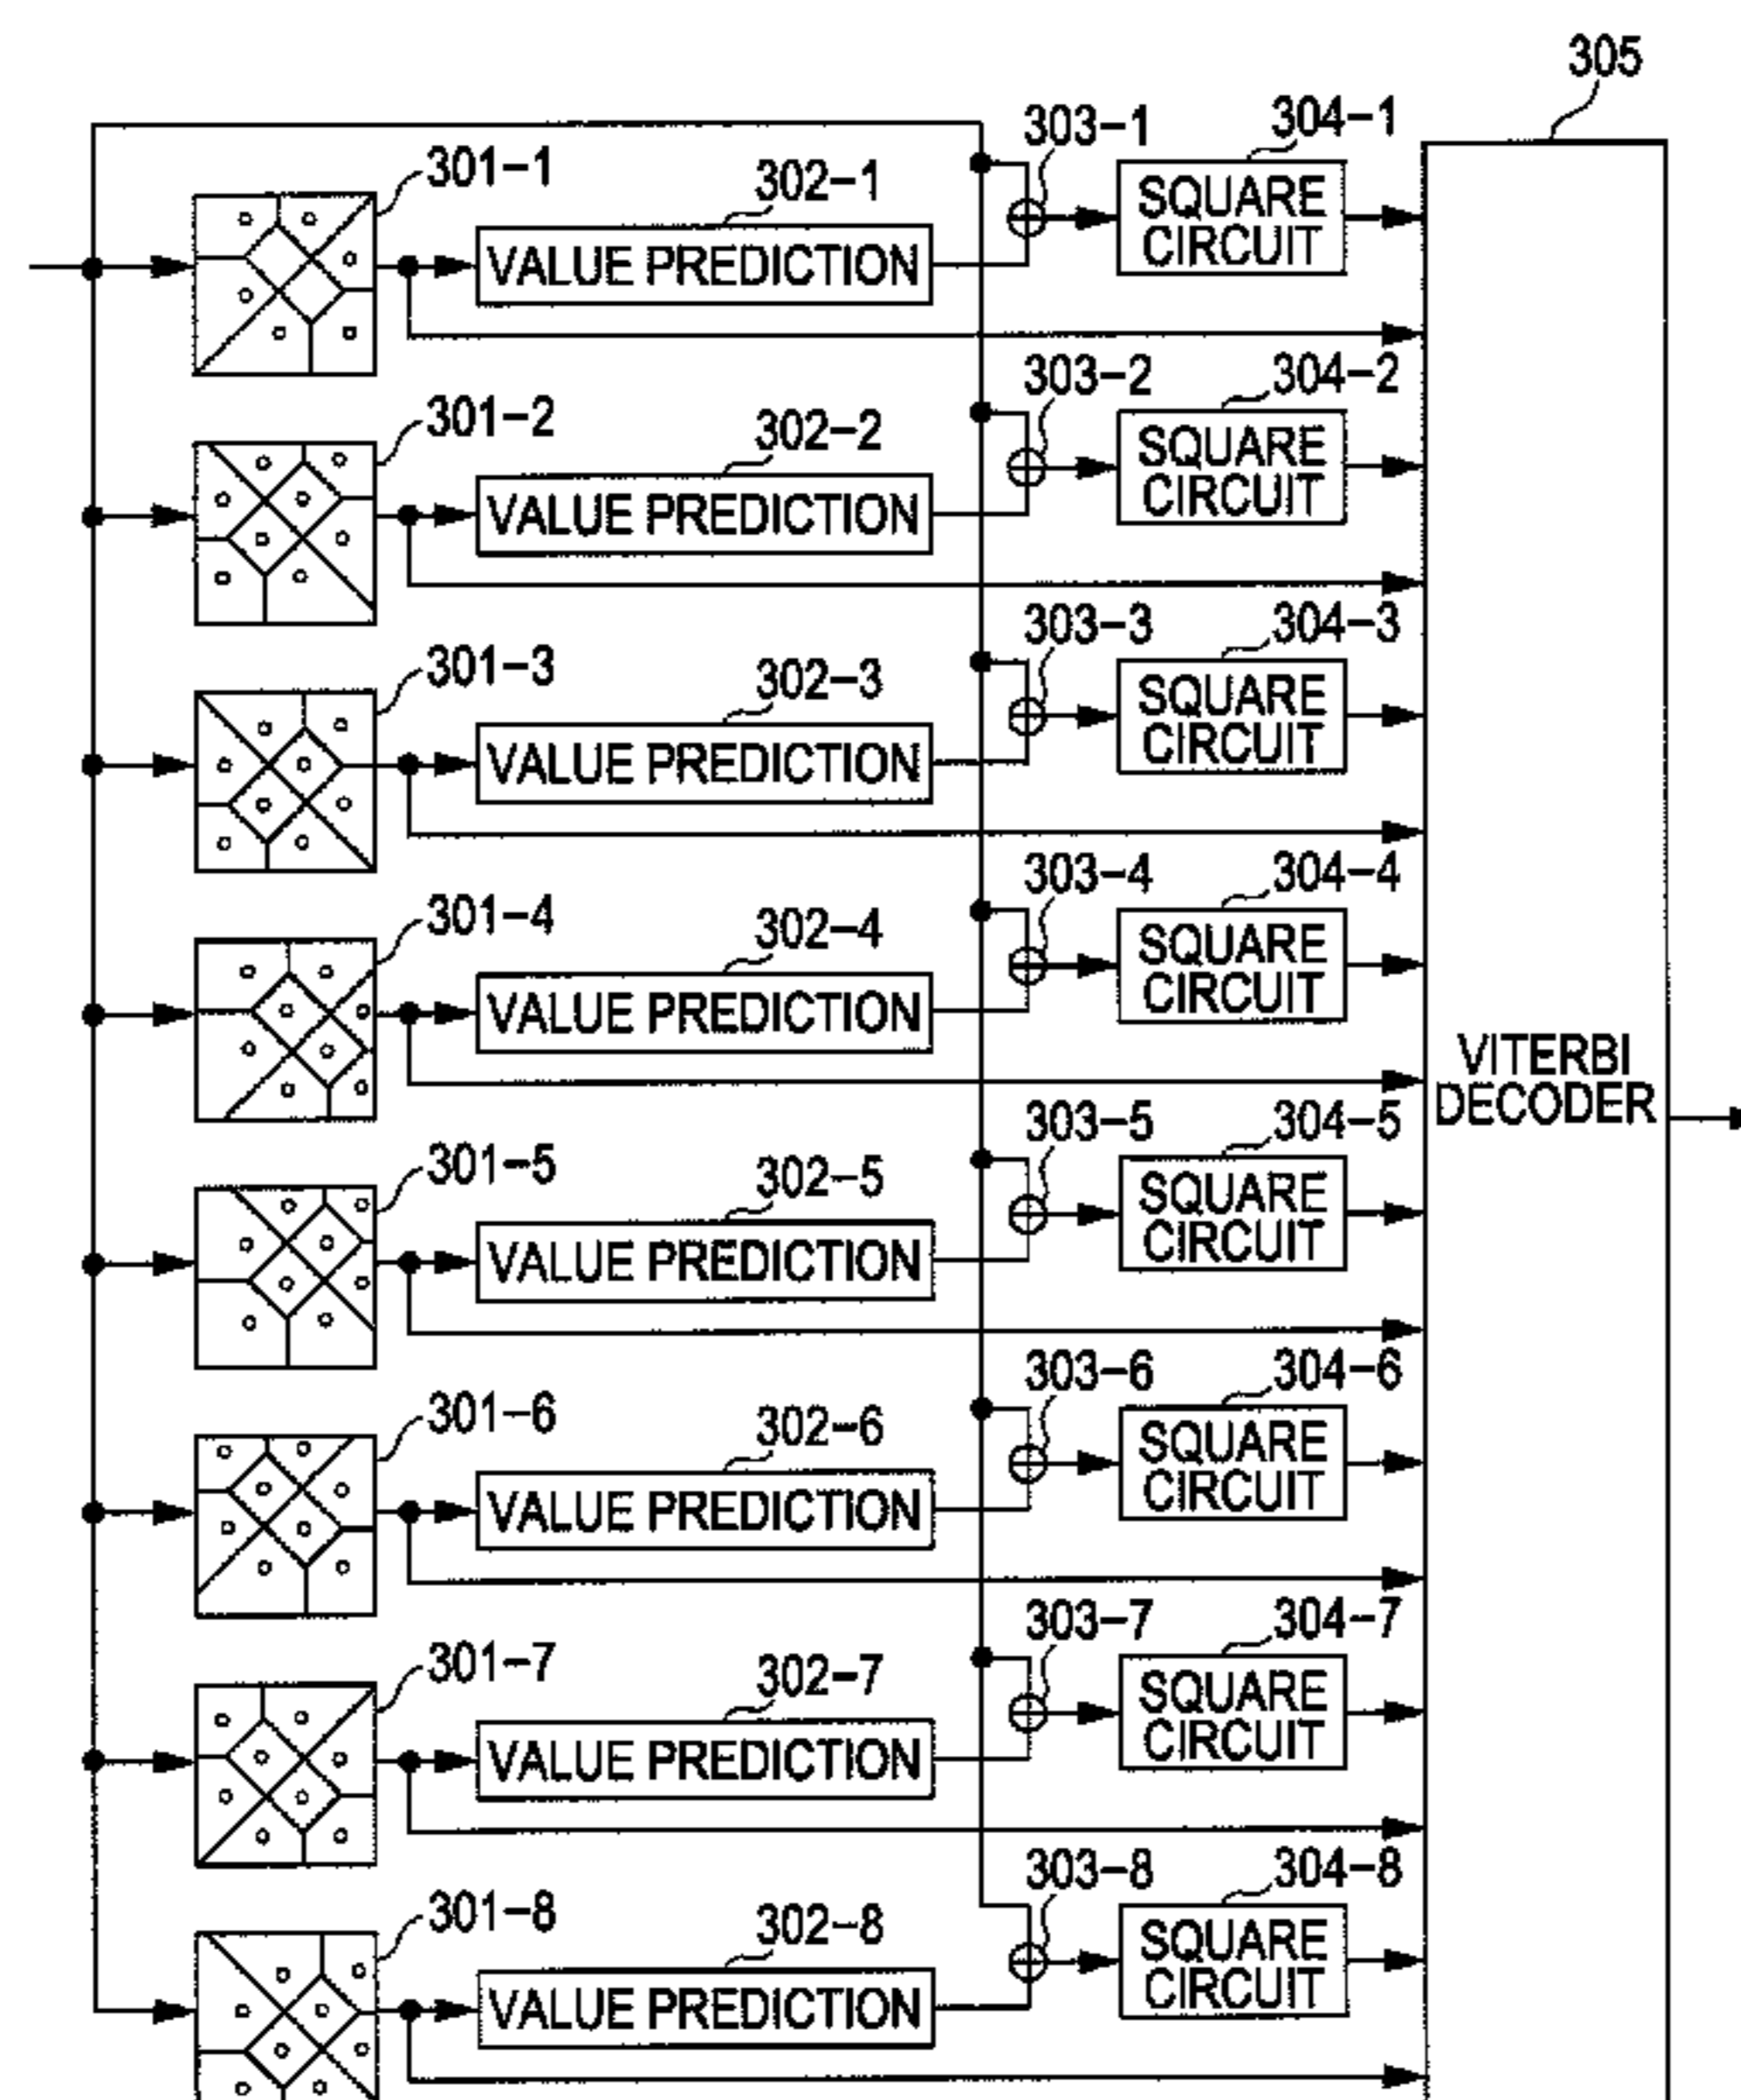 305
303-1
304-1
301-1
302-1
SQUARE
CIRCUIT
VALUE PREDICTION
303-2
304-2
301-2
302-2
SQUARE
CIRCUIT
VALUE PREDICTION
303-3
304-3
301-3
302-3
SQUARE
CIRCUIT
VALUE PREDICTION
303-4
304-4
301-4
302-4
SQUARE
CIRCUIT
VALUE PREDICTION
VITERBI
DECODER
303-5
304-5
301-5
302-5
SQUARE
CIRCUIT
VALUE PREDICTION
303-6
304-6
301-6
302-6
SQUARE
CIRCUIT
VALUE PREDICTION
303-7
304-7
301-7
302-7
SQUARE
CIRCUIT
VALUE PREDICTION
303-8
304-8
301-8
302-8
SQUARE
CIRCUIT
VALUE PREDICTION